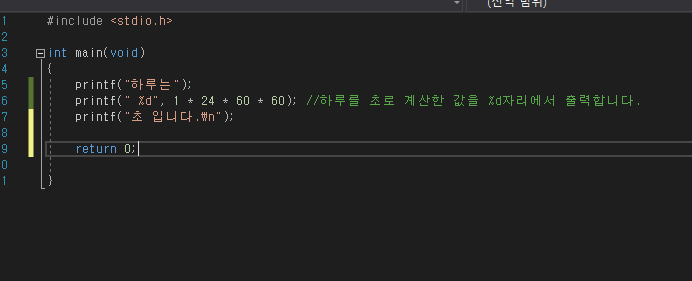 (전역 범위)
1 #include <stdio.h>
2
3 int main(void)
4 {
5 printf("하루는");
6 printf(" %d", 1 * 24 * 60 * 60); //하루를 초로 계산한 값을 %d자리에서 출력합니다.
7 printf("초 입니다.₩n");
8
9 return 0;
0
1 }